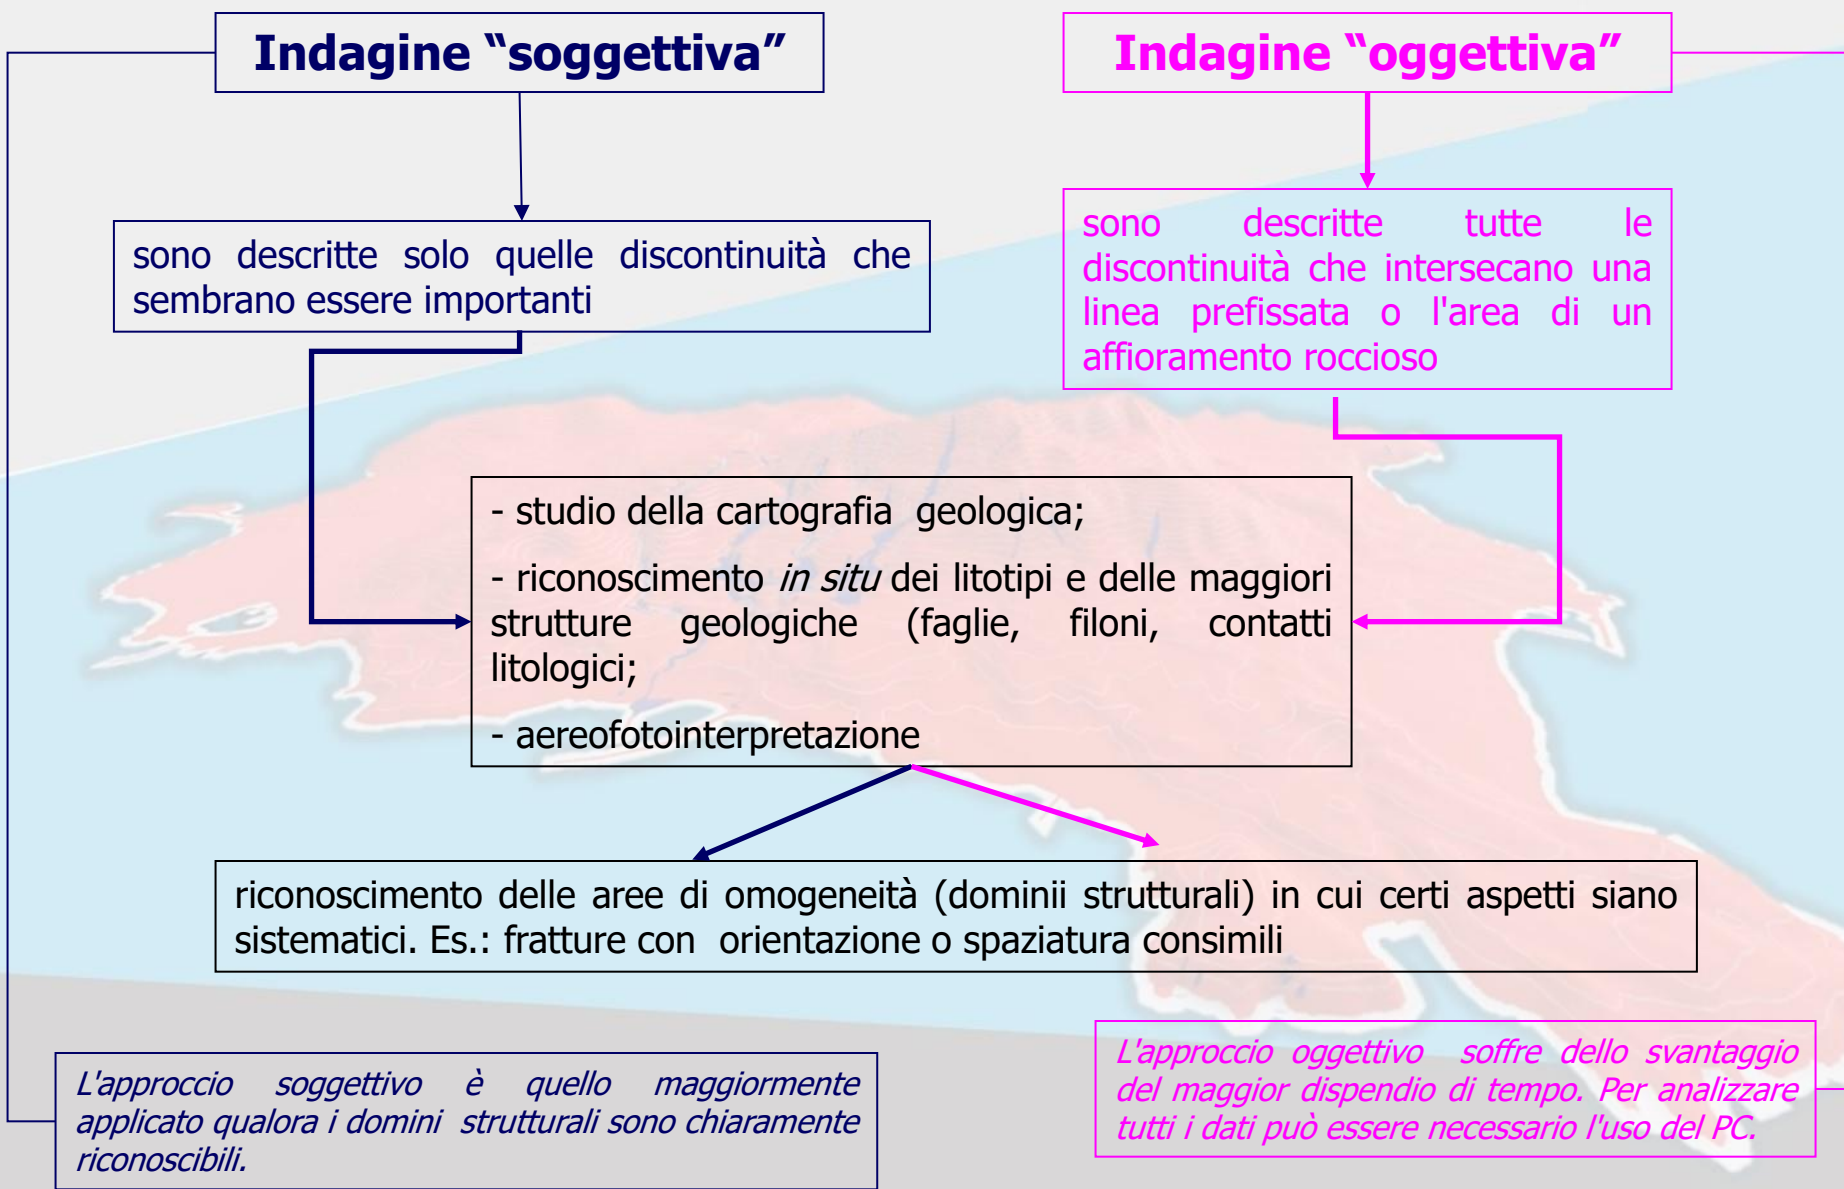 Indagine “soggettiva”
Indagine “oggettiva”
sono descritte solo quelle discontinuità che
sembrano essere importanti
sono descritte tutte le
discontinuità che intersecano una
linea prefissata o l'area di un
affioramento roccioso
- studio della cartografia geologica;
- riconoscimento in situ dei litotipi e delle maggiori
strutture geologiche (faglie, filoni, contatti
litologici;
- aereofotointerpretazione
riconoscimento delle aree di omogeneità (dominii strutturali) in cui certi aspetti siano
sistematici. Es.: fratture con orientazione o spaziatura consimili
L'approccio soggettivo è quello maggiormente
applicato qualora i domini strutturali sono chiaramente
riconoscibili.
L'approccio oggettivo soffre dello svantaggio
del maggior dispendio di tempo. Per analizzare
tutti i dati può essere necessario l'uso del PC.